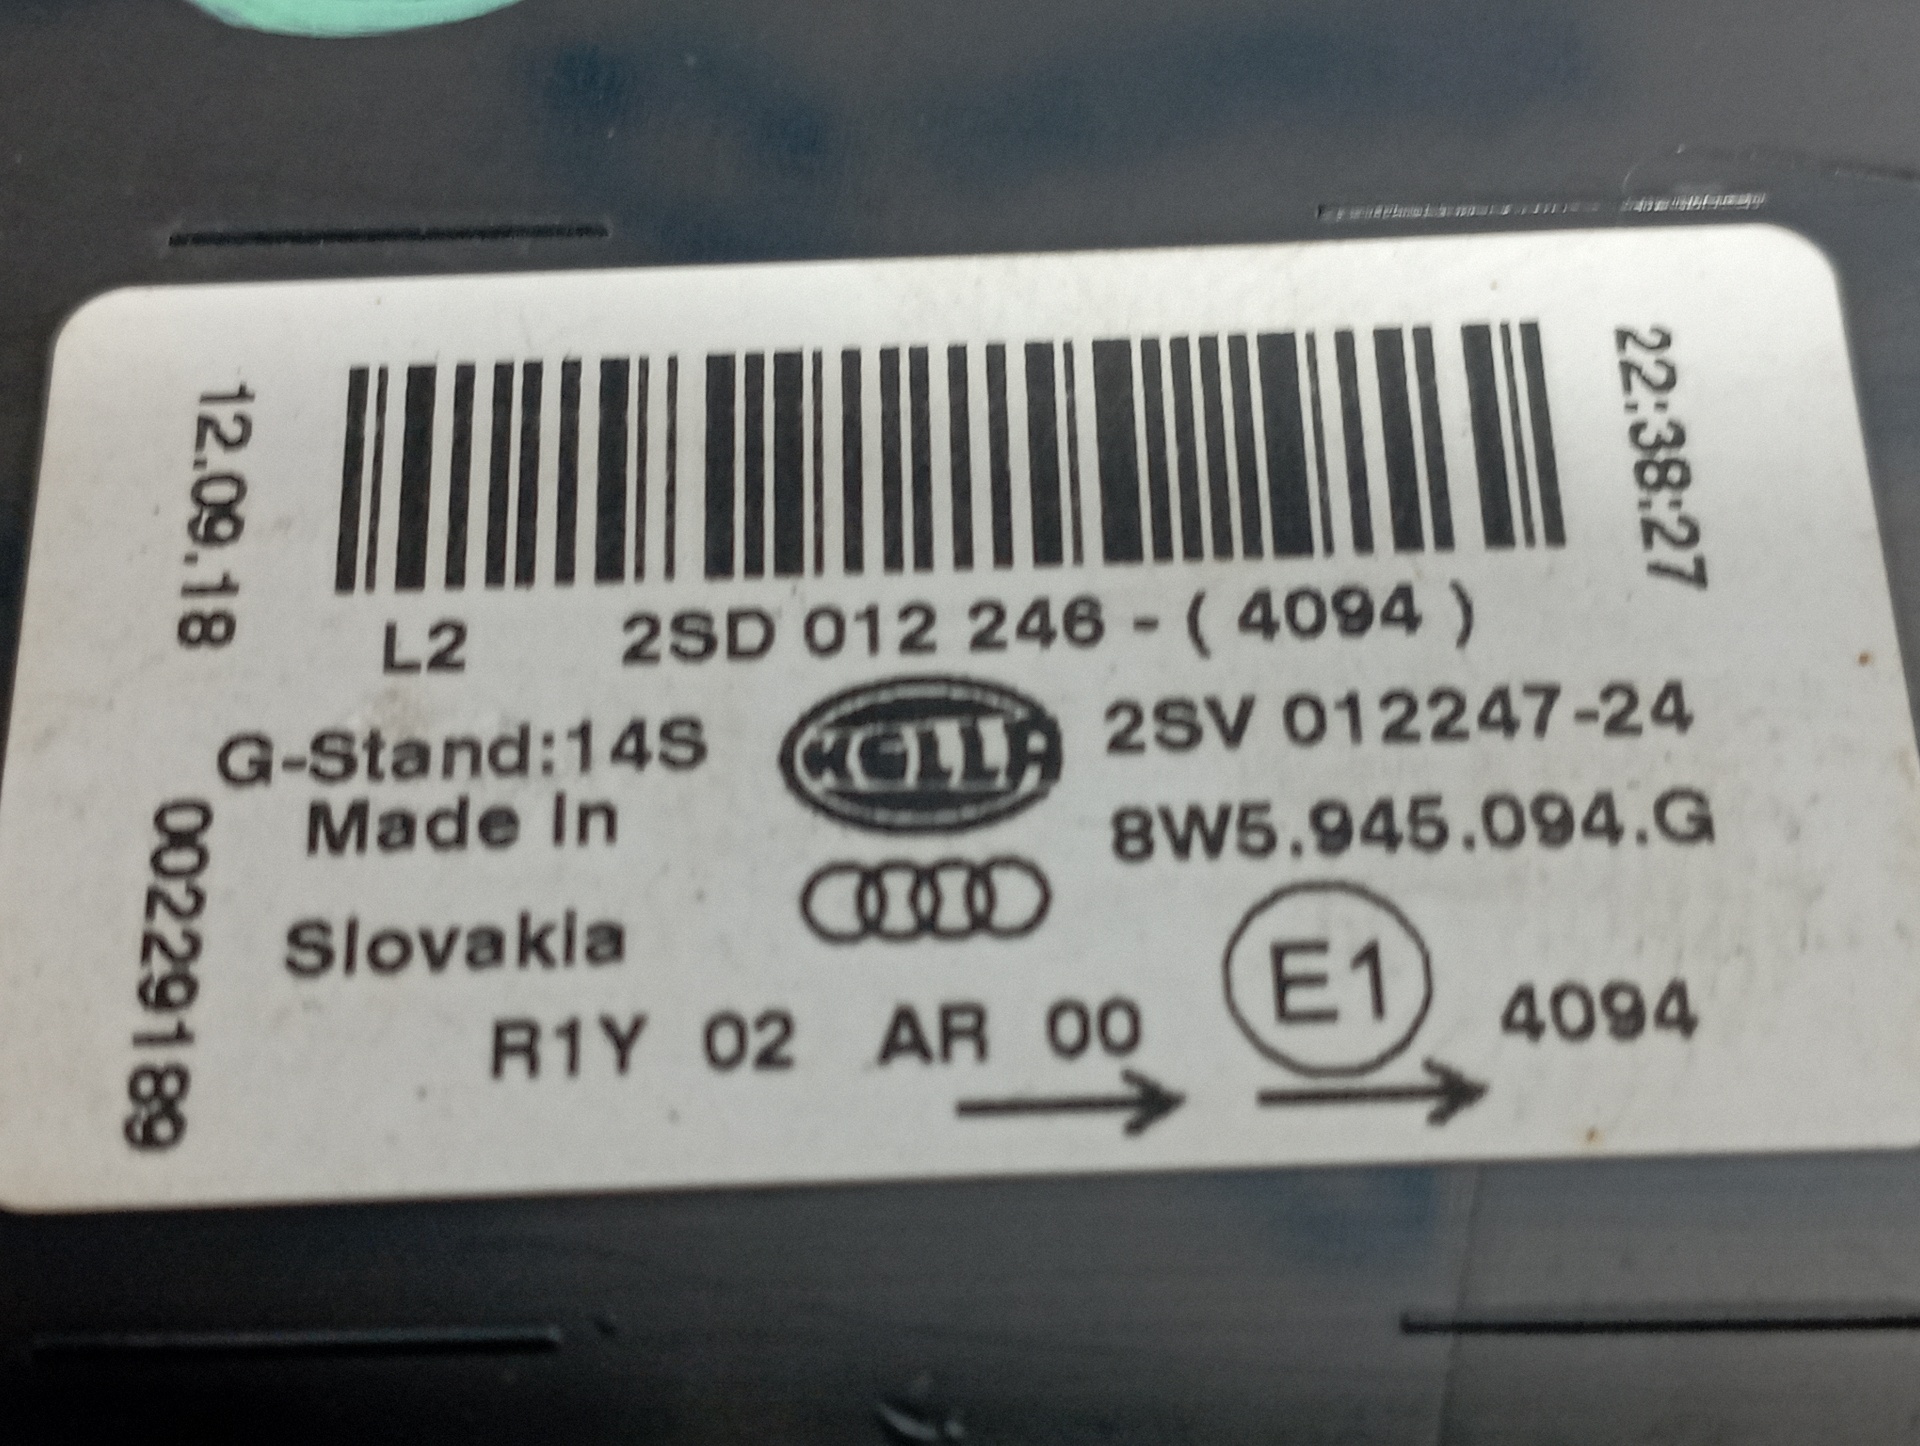 12.09.18
22:38:27
L2 2SD 012 246 - ( 4094 )
G-Stand:14S
HELLA
2SV 012247-24
Made In
8W5.945.094.G
Slovakia
E1
4094
R1Y 02 AR 00
00229189